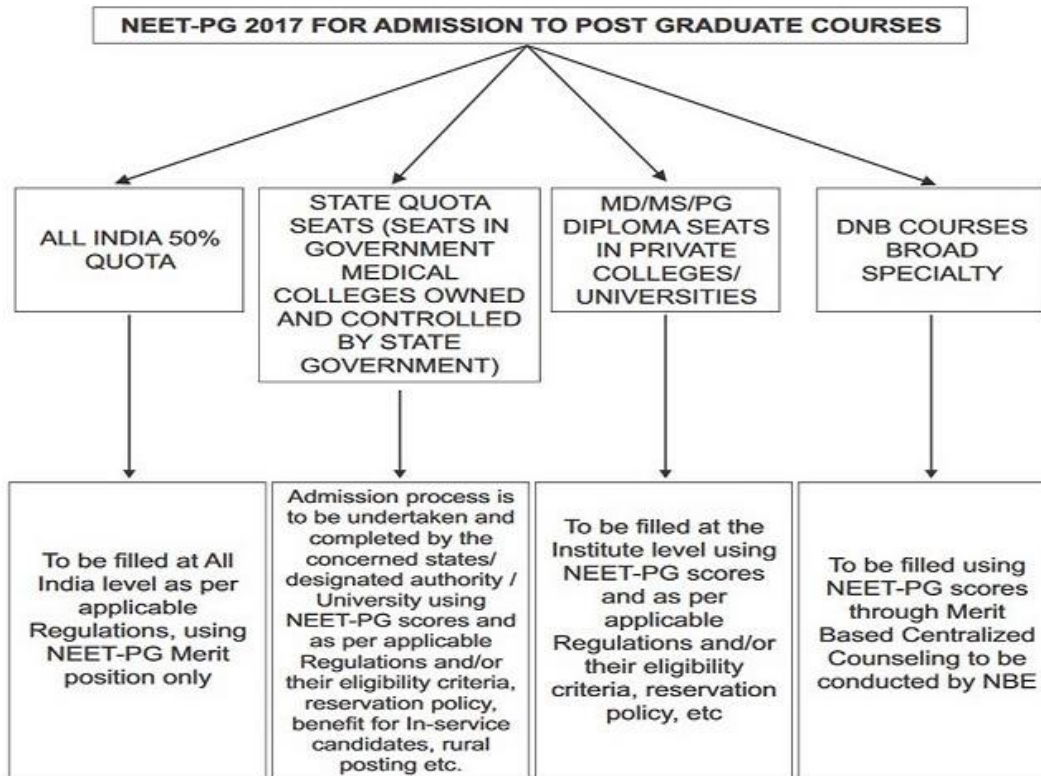 NEET-PG 2017 FOR ADMISSION TO POST GRADUATE COURSES
ALL INDIA 50%
QUOTA
STATE QUOTA
SEATS (SEATS IN
GOVERNMENT
MEDICAL
COLLEGES OWNED
AND CONTROLLED
BY STATE
GOVERNMENT)
MD/MS/PG
DIPLOMA SEATS
IN PRIVATE
COLLEGES/
UNIVERSITIES
DNB COURSES
BROAD
SPECIALTY
To be filled at All
India level as per
applicable
Regulations, using
NEET-PG Merit
position only
Admission process is
to be undertaken and
completed by the
concerned states/
designated authority /
University using
NEET-PG scores and
as per applicable
Regulations and/or
their eligibility criteria,
reservation policy,
benefit for In-service
candidates, rural
posting etc.
To be filled at the
Institute level using
NEET-PG scores
and as per
applicable
Regulations and/or
their eligibility
criteria, reservation
policy, etc
To be filled using
NEET-PG scores
through Merit
Based Centralized
Counseling to be
conducted by NBE